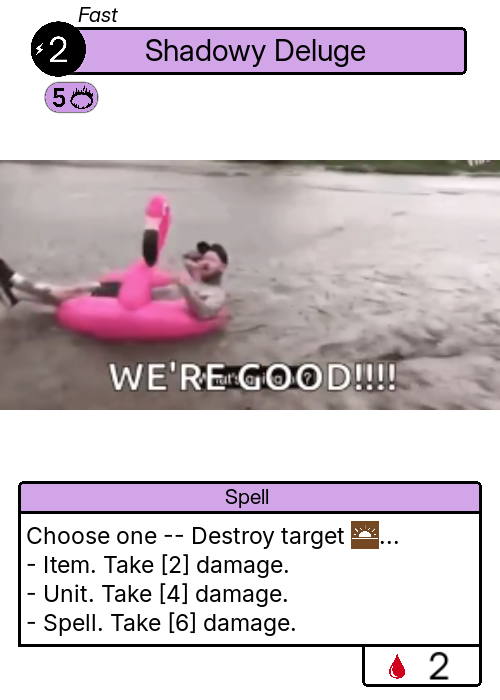 Fast
2
Shadowy Deluge
5
WE'RE GOOD!!!!
Spell
Choose one -- Destroy target ...
- Item. Take [2] damage.
- Unit. Take [4] damage.
- Spell. Take [6] damage.
2